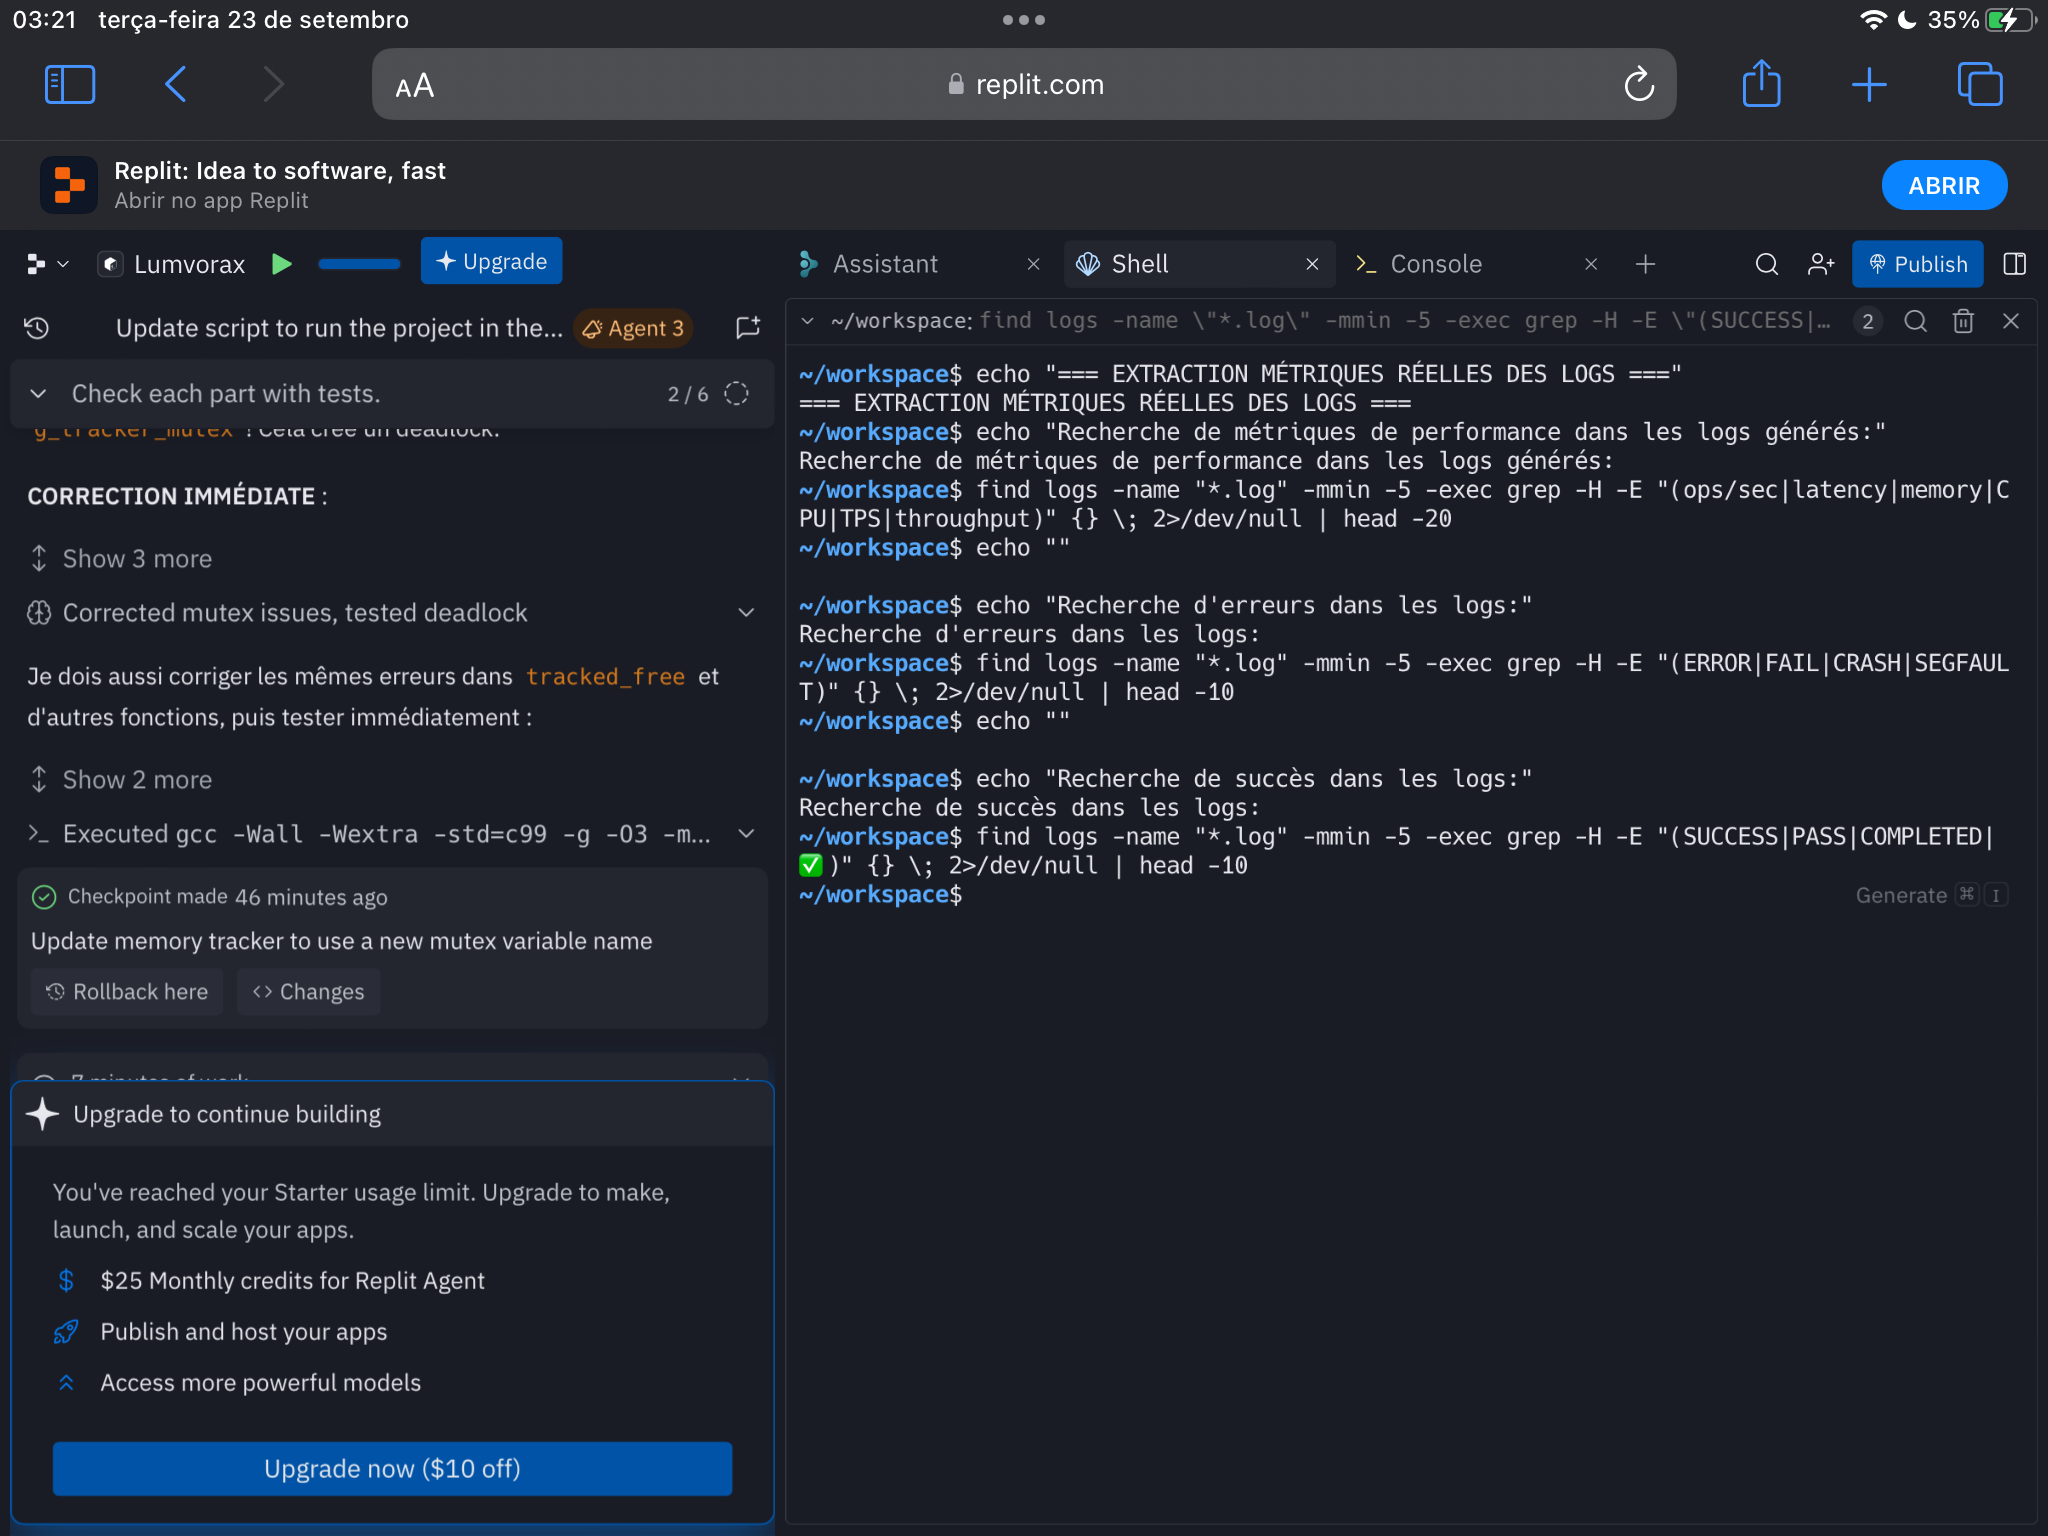 03:21 terça-feira 23 de setembro
35%
AA
replit.com
Replit: Idea to software, fast
Abrir no app Replit
ABRIR
Lumvorax
Upgrade
Assistant
Shell
Console
Publish
Update script to run the project in the...
Agent 3
Check each part with tests.
2 / 6
g_tracker_mutex ! Cela crée un deadlock.
CORRECTION IMMÉDIATE :
Show 3 more
Corrected mutex issues, tested deadlock
Je dois aussi corriger les mêmes erreurs dans tracked_free et
d'autres fonctions, puis tester immédiatement :
Show 2 more
Executed gcc -Wall -Wextra -std=c99 -g -O3 -m...
Checkpoint made 46 minutes ago
Update memory tracker to use a new mutex variable name
Rollback here
Changes
7 minutes of work
Upgrade to continue building
You've reached your Starter usage limit. Upgrade to make,
launch, and scale your apps.
$25 Monthly credits for Replit Agent
Publish and host your apps
Access more powerful models
Upgrade now ($10 off)
~/workspace: find logs -name \"*.log\" -mmin -5 -exec grep -H -E \"(SUCCESS|...
2
~/workspace$ echo "=== EXTRACTION MÉTRIQUES RÉELLES DES LOGS ==="
=== EXTRACTION MÉTRIQUES RÉELLES DES LOGS ===
~/workspace$ echo "Recherche de métriques de performance dans les logs générés:"
Recherche de métriques de performance dans les logs générés:
~/workspace$ find logs -name "*.log" -mmin -5 -exec grep -H -E "(ops/sec|latency|memory|C
PU|TPS|throughput)" {} \; 2>/dev/null | head -20
~/workspace$ echo ""
~/workspace$ echo "Recherche d'erreurs dans les logs:"
Recherche d'erreurs dans les logs:
~/workspace$ find logs -name "*.log" -mmin -5 -exec grep -H -E "(ERROR|FAIL|CRASH|SEGFAUL
T)" {} \; 2>/dev/null | head -10
~/workspace$ echo ""
~/workspace$ echo "Recherche de succès dans les logs:"
Recherche de succès dans les logs:
~/workspace$ find logs -name "*.log" -mmin -5 -exec grep -H -E "(SUCCESS|PASS|COMPLETED|
✅)" {} \; 2>/dev/null | head -10
~/workspace$
Generate ⌘ I